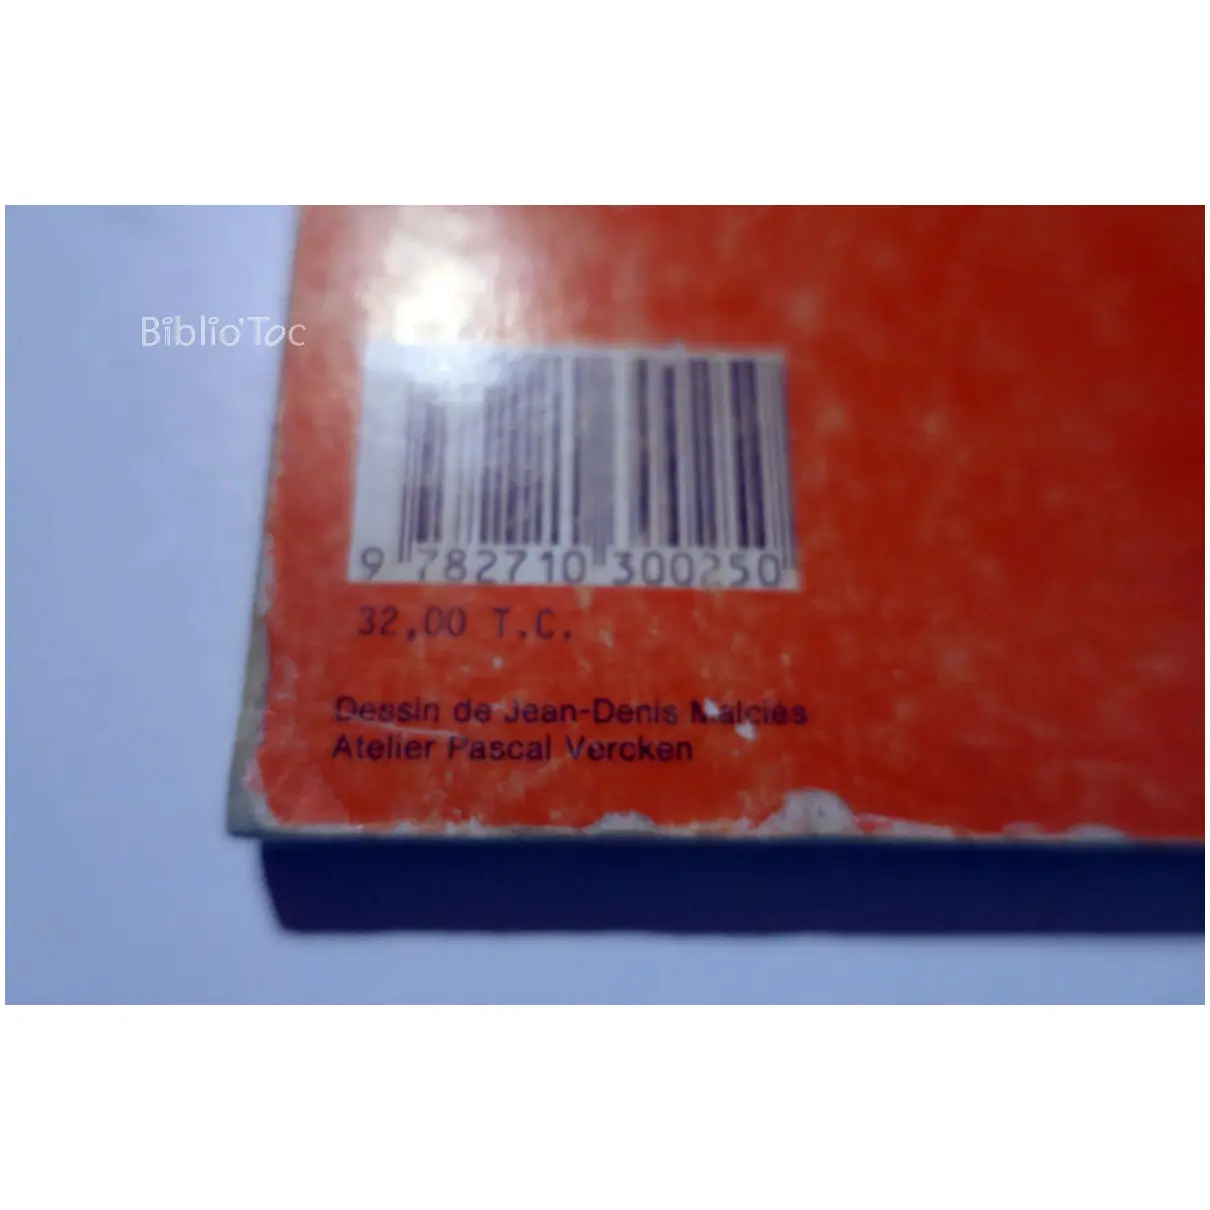 Biblio'Toc
9 782710 300250
32,00 T.C.
Dessin de Jean-Denis Malclès
Atelier Pascal Vercken